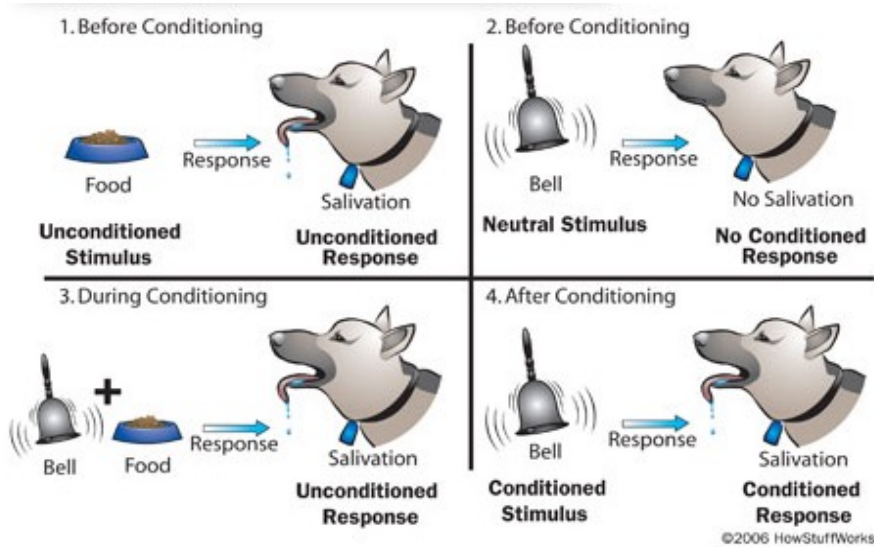 1. Before Conditioning
Food
Response
Salivation
Unconditioned
Stimulus
Unconditioned
Response
2. Before Conditioning
Bell
Response
No Salivation
Neutral Stimulus
No Conditioned
Response
3. During Conditioning
+
Bell
Food
Response
Salivation
Unconditioned
Response
4. After Conditioning
Bell
Response
Salivation
Conditioned
Stimulus
Conditioned
Response
©2006 HowStuffWorks